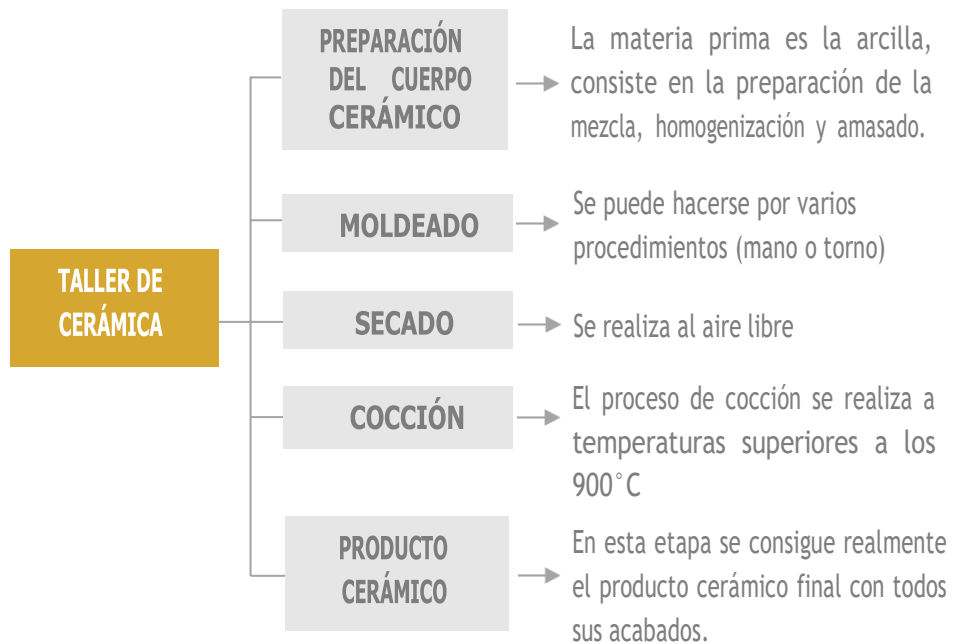 PREPARACIÓN
DEL CUERPO
CERÁMICO
La materia prima es la arcilla,
consiste en la preparación de la
mezcla, homogenización y amasado.
MOLDEADO
Se puede hacerse por varios
procedimientos (mano o torno)
TALLER DE
CERÁMICA
SECADO
Se realiza al aire libre
COCCIÓN
El proceso de cocción se realiza a
temperaturas superiores a los
900°C
PRODUCTO
CERÁMICO
En esta etapa se consigue realmente
el producto cerámico final con todos
sus acabados.